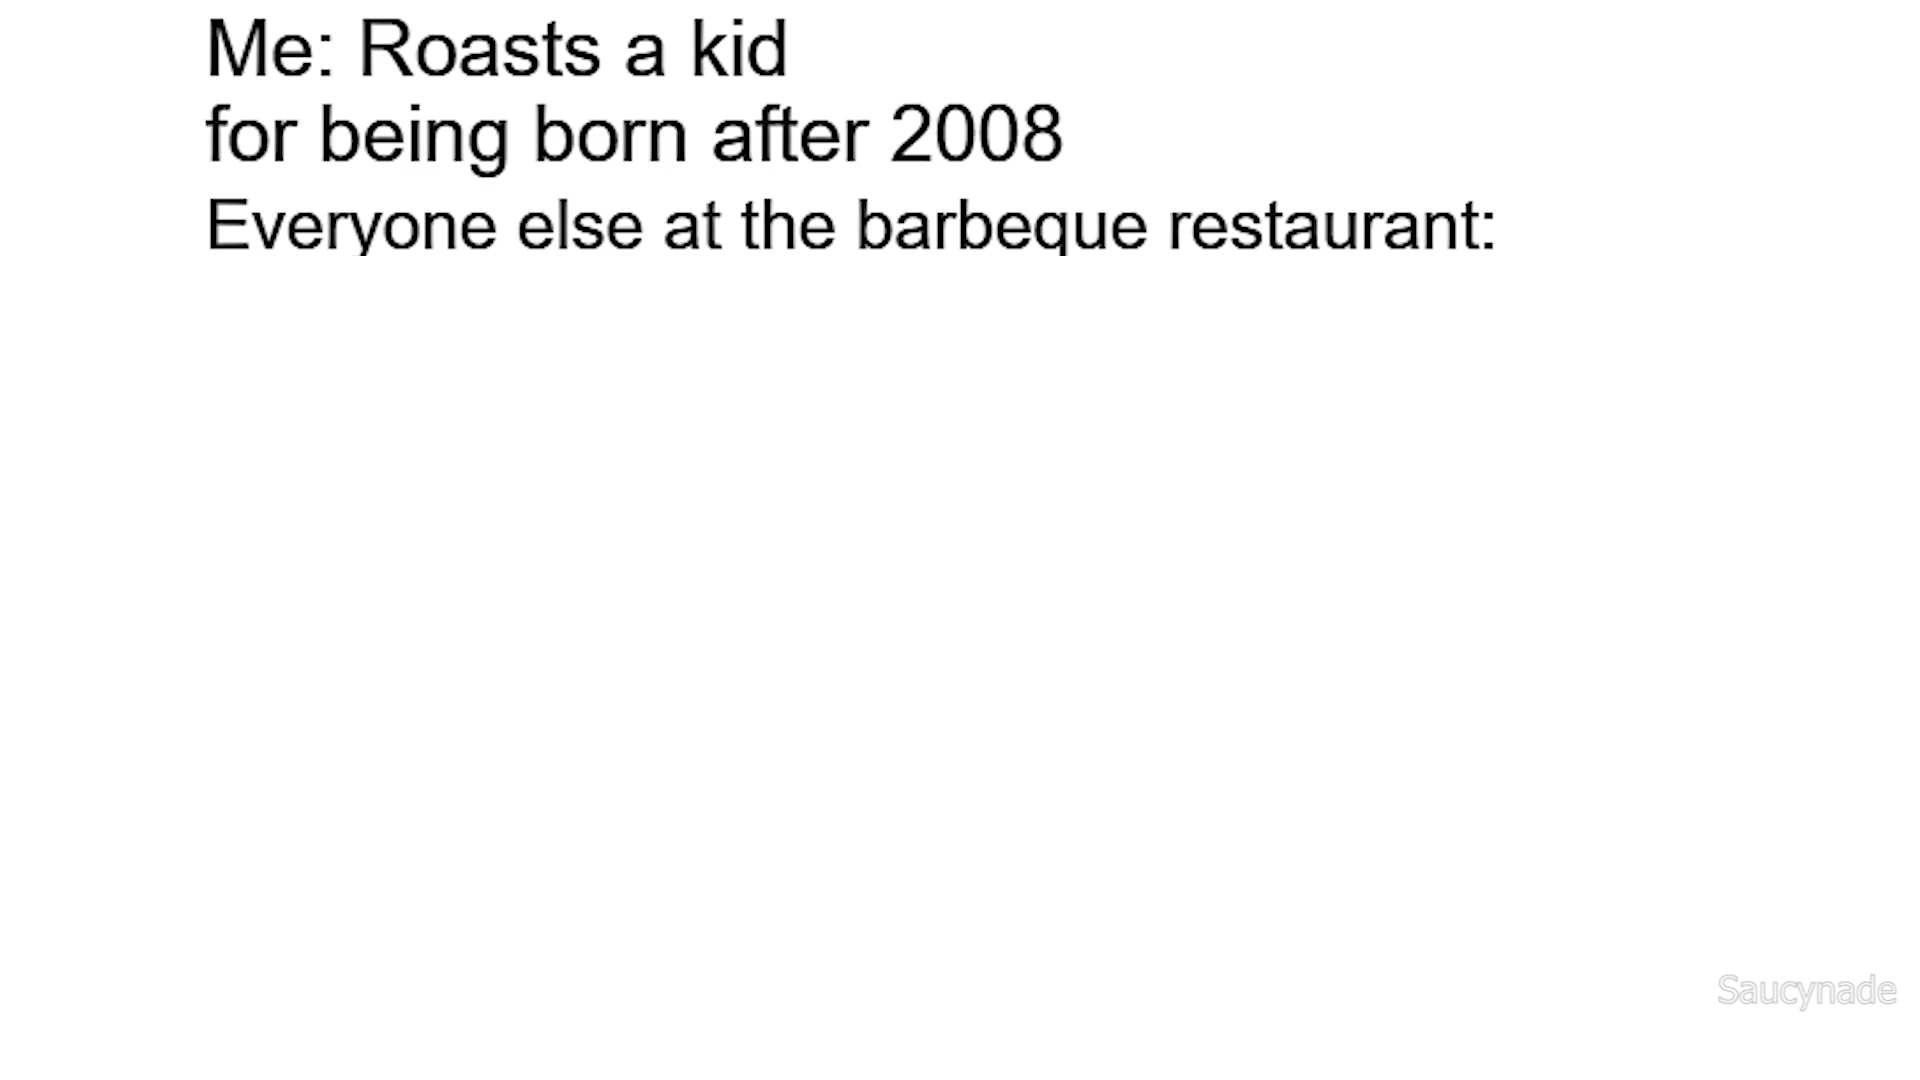 Me: Roasts a kid
for being born after 2008
Everyone else at the barbeque restaurant:
Saucynade